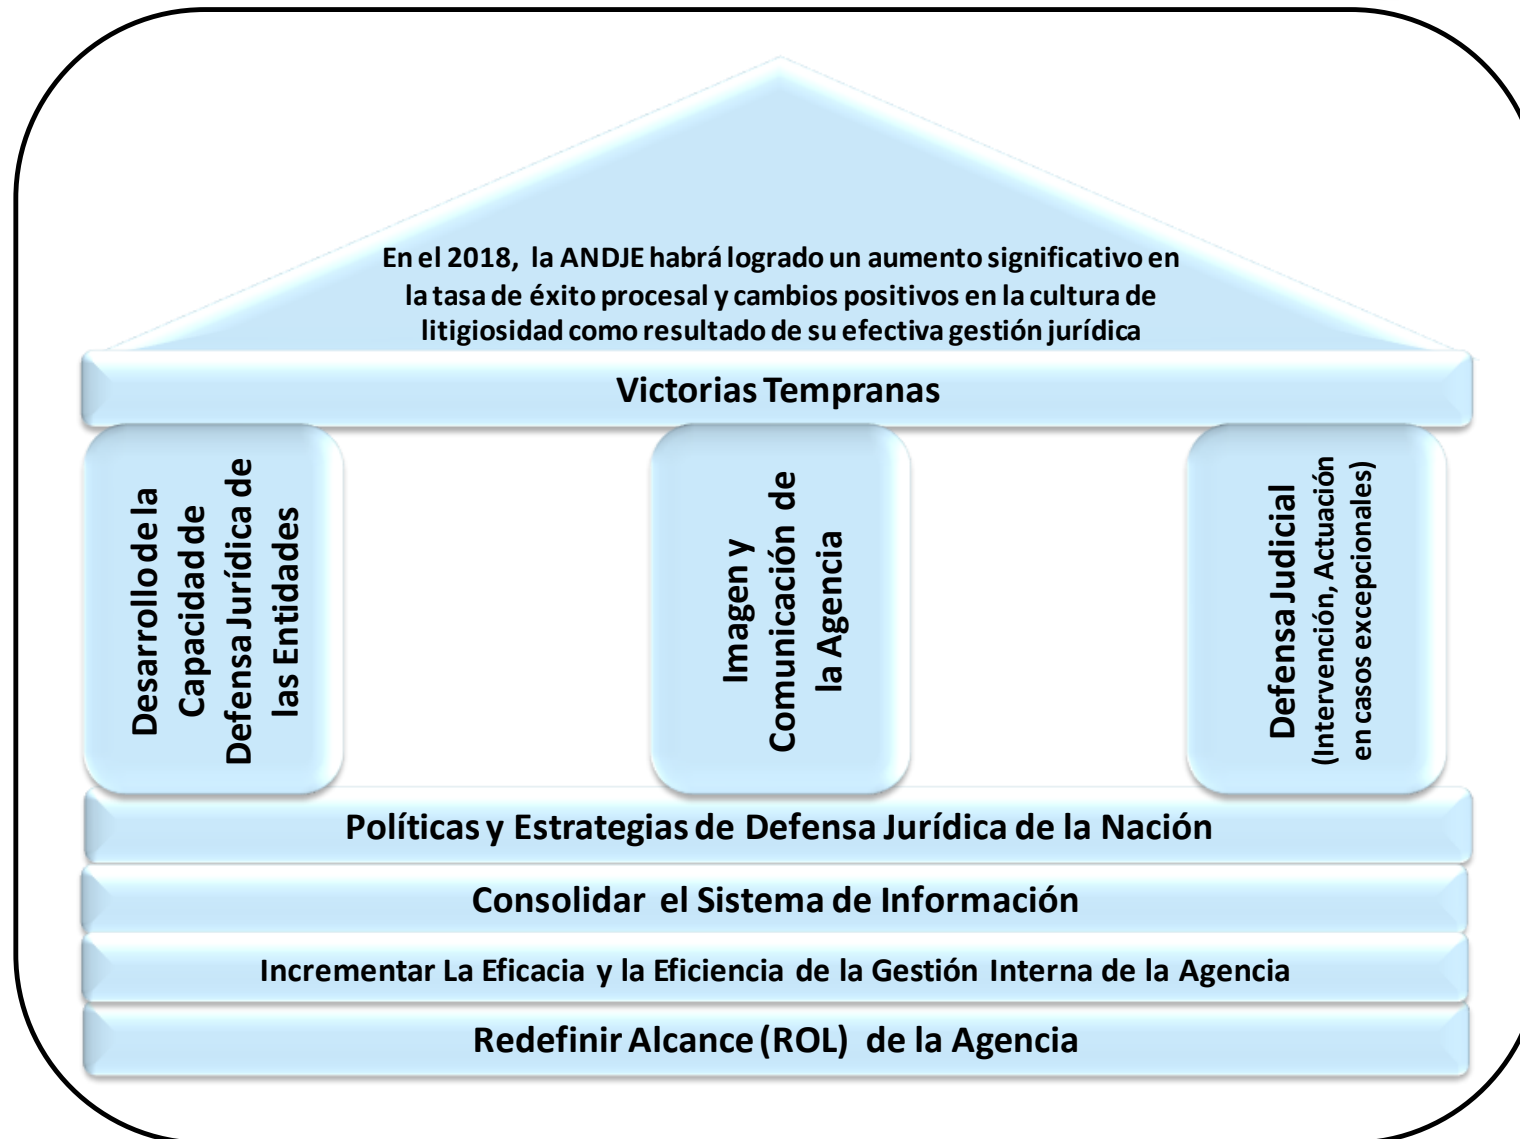 En el 2018, la ANDJE habrá logrado un aumento significativo en
la tasa de éxito procesal y cambios positivos en la cultura de
litigiosidad como resultado de su efectiva gestión jurídica
Victorias Tempranas
Desarrollo de la
Capacidad de
Defensa Jurídica de
las Entidades
Imagen y
Comunicación de
la Agencia
Defensa Judicial
(Intervención, Actuación
en casos excepcionales)
Políticas y Estrategias de Defensa Jurídica de la Nación
Consolidar el Sistema de Información
Incrementar La Eficacia y la Eficiencia de la Gestión Interna de la Agencia
Redefinir Alcance (ROL) de la Agencia